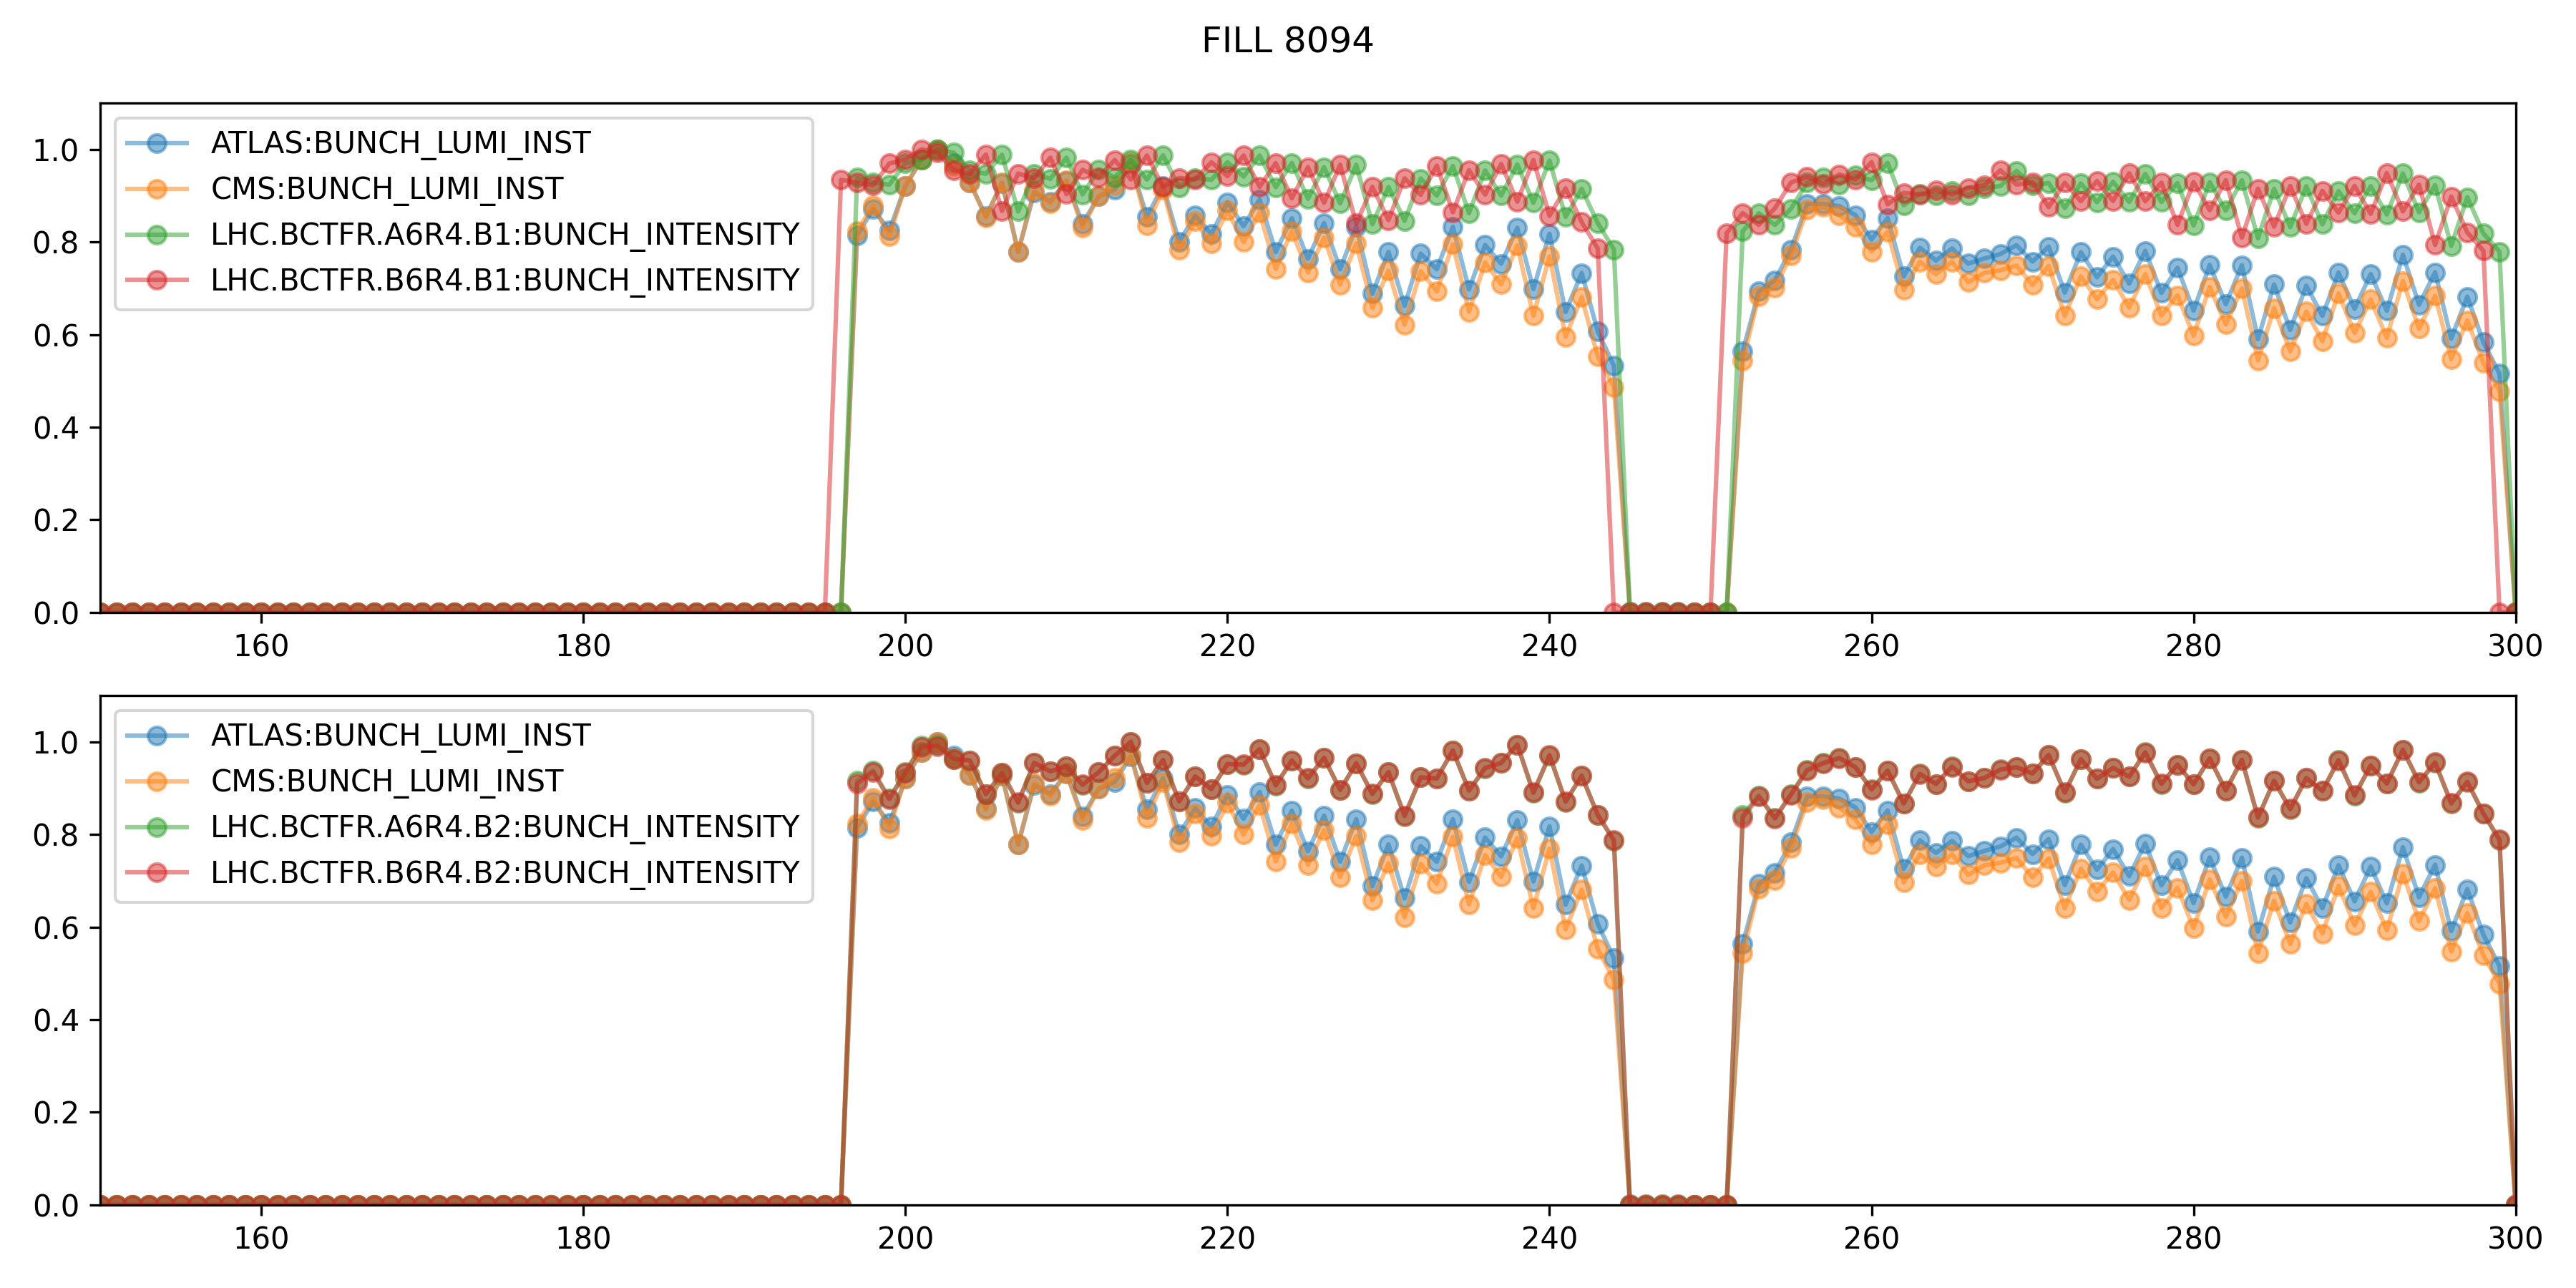 FILL 8094
1.0
0.8
0.6
0.4
0.2
0.0
ATLAS:BUNCH_LUMI_INST
CMS:BUNCH_LUMI_INST
LHC.BCTFR.A6R4.B1:BUNCH_INTENSITY
LHC.BCTFR.B6R4.B1:BUNCH_INTENSITY
160 180 200 220 240 260 280 300
1.0
0.8
0.6
0.4
0.2
0.0
ATLAS:BUNCH_LUMI_INST
CMS:BUNCH_LUMI_INST
LHC.BCTFR.A6R4.B2:BUNCH_INTENSITY
LHC.BCTFR.B6R4.B2:BUNCH_INTENSITY
160 180 200 220 240 260 280 300